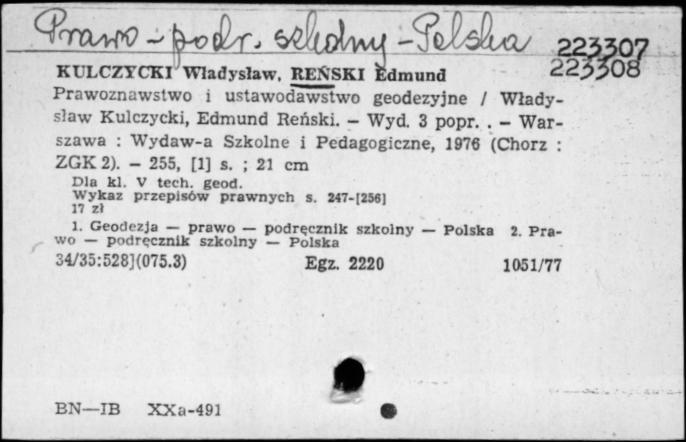 Prawo - podr. szkolny - Polska
223307
223308
KULCZYCKI Władysław, REŃSKI Edmund
Prawoznawstwo i ustawodawstwo geodezyjne / Włady-
sław Kulczycki, Edmund Reński. – Wyd. 3 popr. . – War-
szawa : Wydaw-a Szkolne i Pedagogiczne, 1976 (Chorz :
ZGK 2). – 255, [1] s. ; 21 cm
Dla kl. V tech. geod.
Wykaz przepisów prawnych s. 247-[256]
17 zł
1. Geodezja — prawo — podręcznik szkolny — Polska 2. Pra-
wo — podręcznik szkolny — Polska
34/35:528](075.3) Egz. 2220 1051/77
BN—IB XXa-491